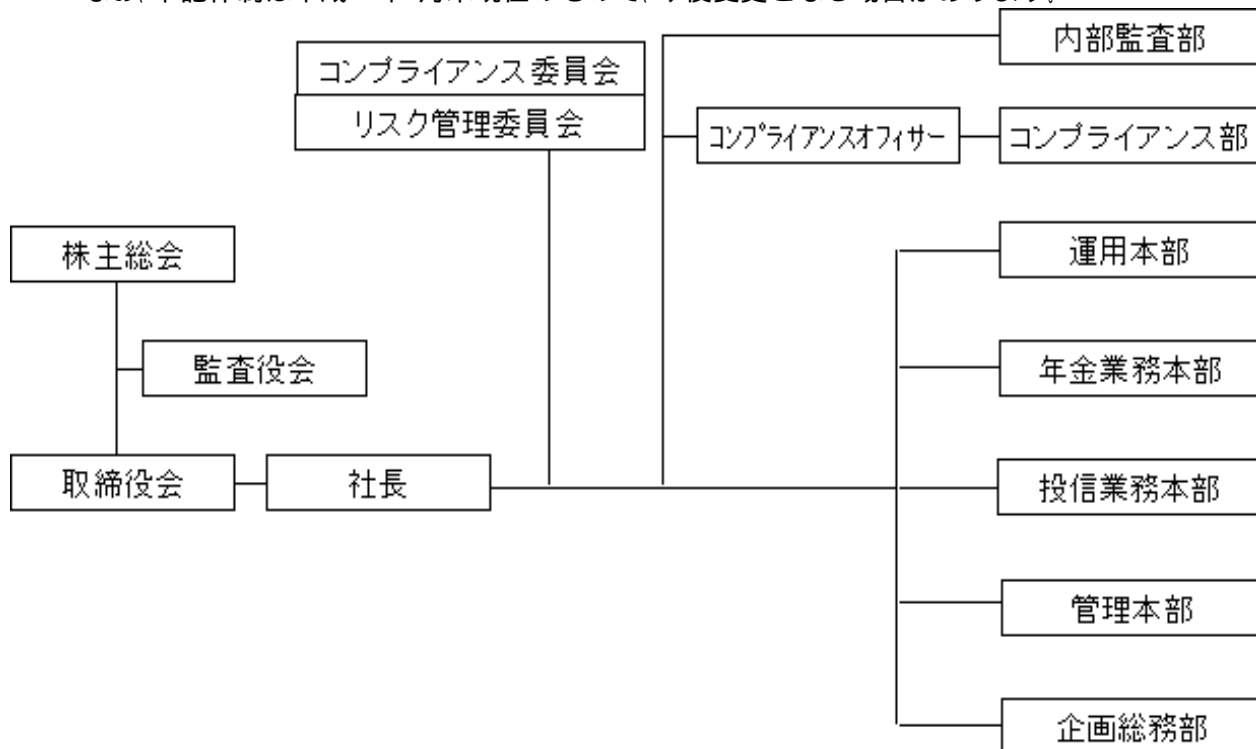 内部監査部
コンプライアンス委員会
リスク管理委員会
コンプライアンスオフィサー
コンプライアンス部
株主総会
運用本部
監査役会
年金業務本部
取締役会
社長
投信業務本部
管理本部
企画総務部